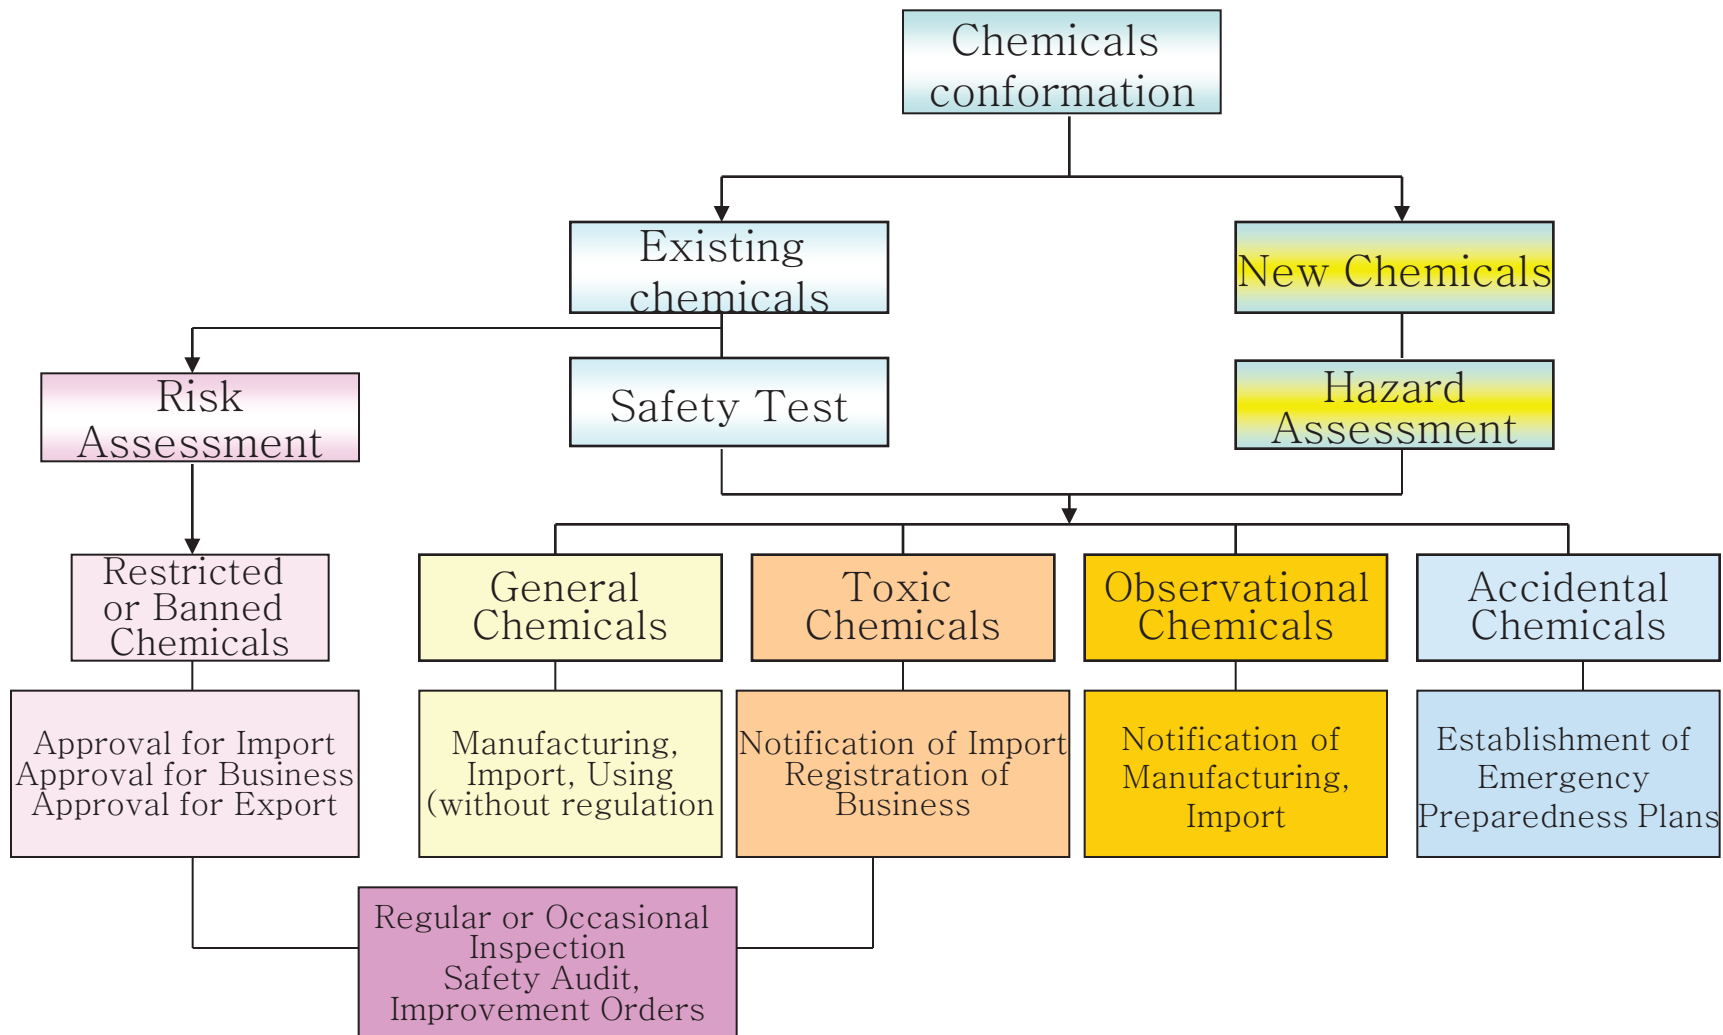 Chemicals
conformation
Existing
chemicals
New Chemicals
Risk
Assessment
Safety Test
Hazard
Assessment
Restricted
or Banned
Chemicals
General
Chemicals
Toxic
Chemicals
Observational
Chemicals
Accidental
Chemicals
Approval for Import
Approval for Business
Approval for Export
Manufacturing,
Import, Using
(without regulation
Notification of Import
Registration of
Business
Notification of
Manufacturing,
Import
Establishment of
Emergency
Preparedness Plans
Regular or Occasional
Inspection
Safety Audit,
Improvement Orders